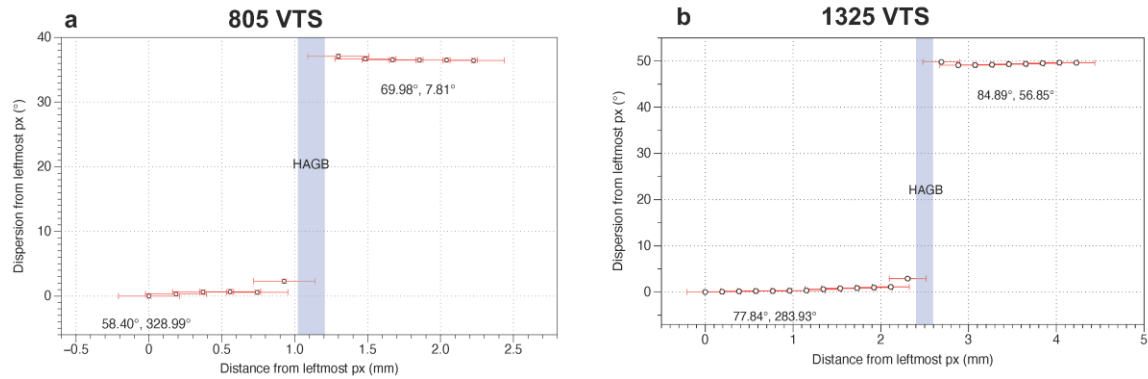 a
805 VTS
Dispersion from leftmost px (°)
40
30
20
10
0
69.98°, 7.81°
HAGB
58.40°, 328.99°
−0.5
0
0.5
1.0
1.5
2.0
2.5
Distance from leftmost px (mm)
b
1325 VTS
Dispersion from leftmost px (°)
50
40
30
20
10
0
84.89°, 56.85°
HAGB
77.84°, 283.93°
0
1
2
3
4
5
Distance from leftmost px (mm)